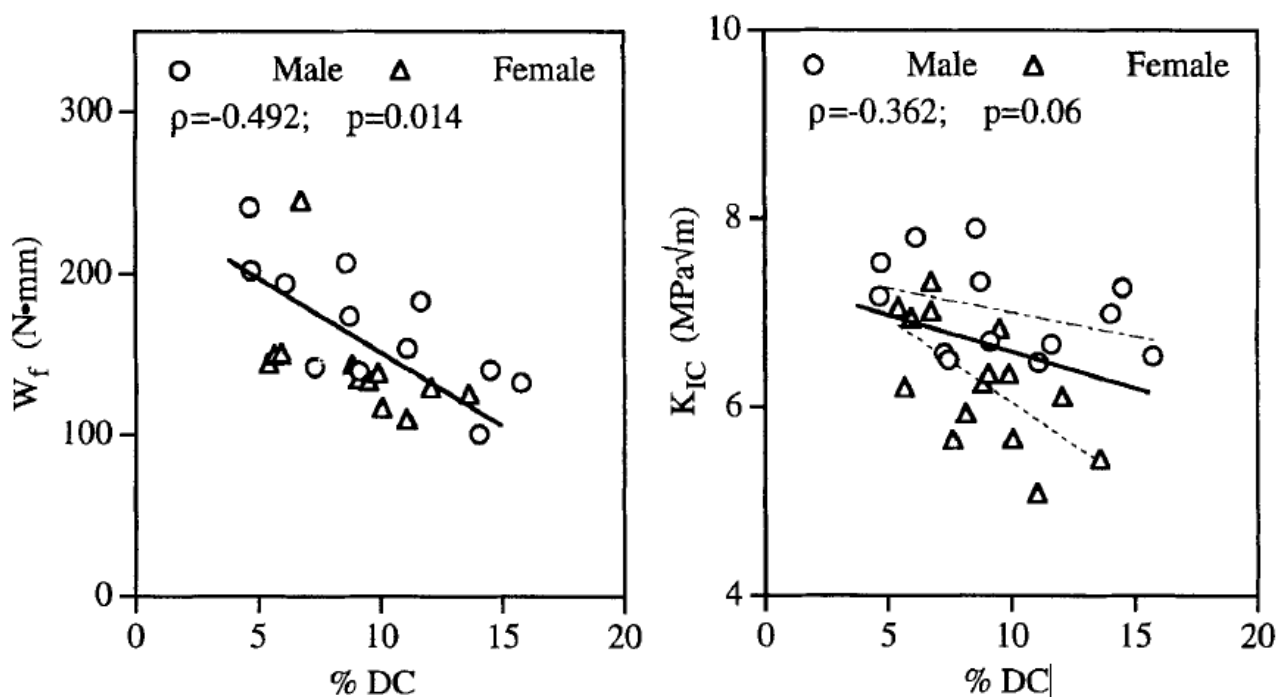 Male Female
ρ=-0.492; p=0.014
300
200
100
0
W_f (N•mm)
0 5 10 15 20
% DC
10
Male Female
ρ=-0.362; p=0.06
8
6
4
K_IC (MPa√m)
0 5 10 15 20
% DC